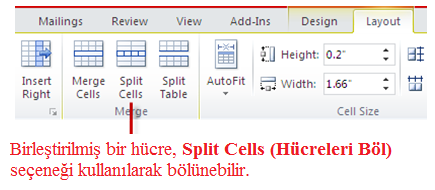 Mailings Review View Add-Ins Design Layout
Insert Right Merge Cells Split Cells Split Table AutoFit Height: 0.2" Width: 1.66"
Merge Cell Size
Birleştirilmiş bir hücre, Split Cells (Hücreleri Böl)
seçeneği kullanılarak bölünebilir.